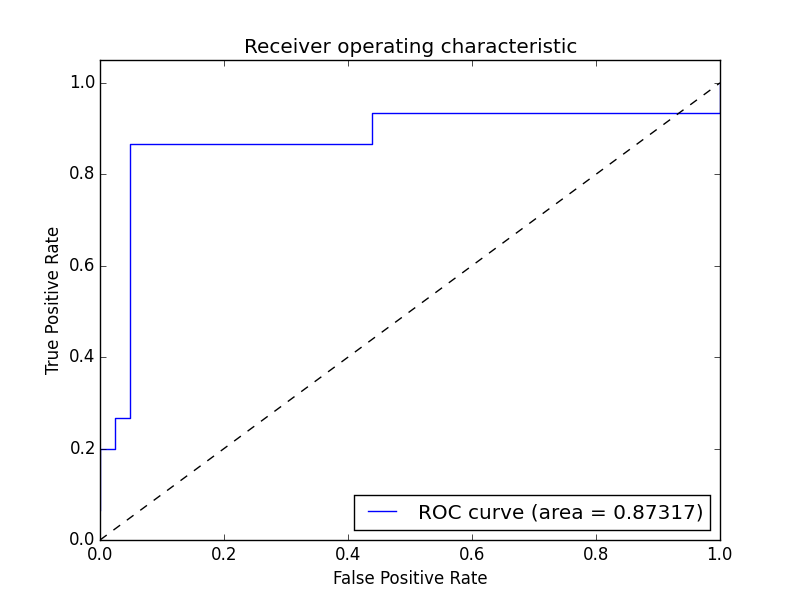 Receiver operating characteristic
True Positive Rate
1.0
0.8
0.6
0.4
0.2
0.0
ROC curve (area = 0.87317)
0.0 0.2 0.4 0.6 0.8 1.0
False Positive Rate